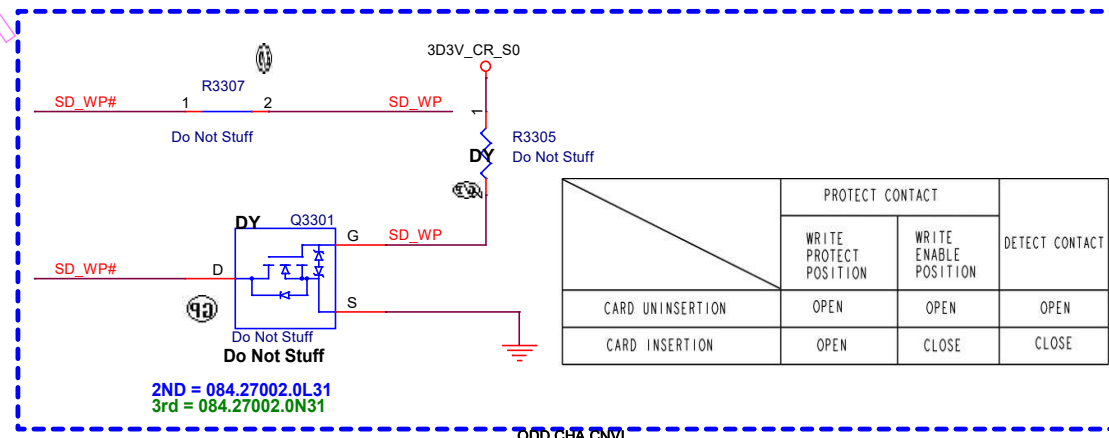 3D3V_CR_S0
R3307
SD_WP# 1 2 SD_WP
Do Not Stuff
1
R3305
DY Do Not Stuff
2
DY Q3301
G SD_WP
SD_WP# D
S
GP
Do Not Stuff
Do Not Stuff
2ND = 084.27002.0L31
3rd = 084.27002.0N31
PROTECT CONTACT
WRITE PROTECT POSITION
WRITE ENABLE POSITION
DETECT CONTACT
CARD UNINSERTION OPEN OPEN OPEN
CARD INSERTION OPEN CLOSE CLOSE